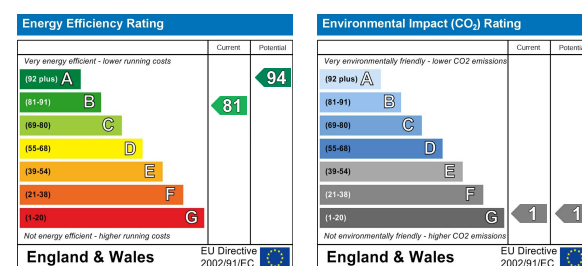 Energy Efficiency Rating
Current Potential
Very energy efficient - lower running costs
(92 plus) A
94
(81-91) B
81
(69-80) C
(55-68) D
(39-54) E
(21-38) F
(1-20) G
Not energy efficient - higher running costs
England & Wales
EU Directive
2002/91/EC
Environmental Impact (CO₂) Rating
Current Potentia
Very environmentally friendly - lower CO2 emissions
(92 plus) A
(81-91) B
(69-80) C
(55-68) D
(39-54) E
(21-38) F
(1-20) G
1 1
Not environmentally friendly - higher CO2 emissions
England & Wales
EU Directive
2002/91/EC